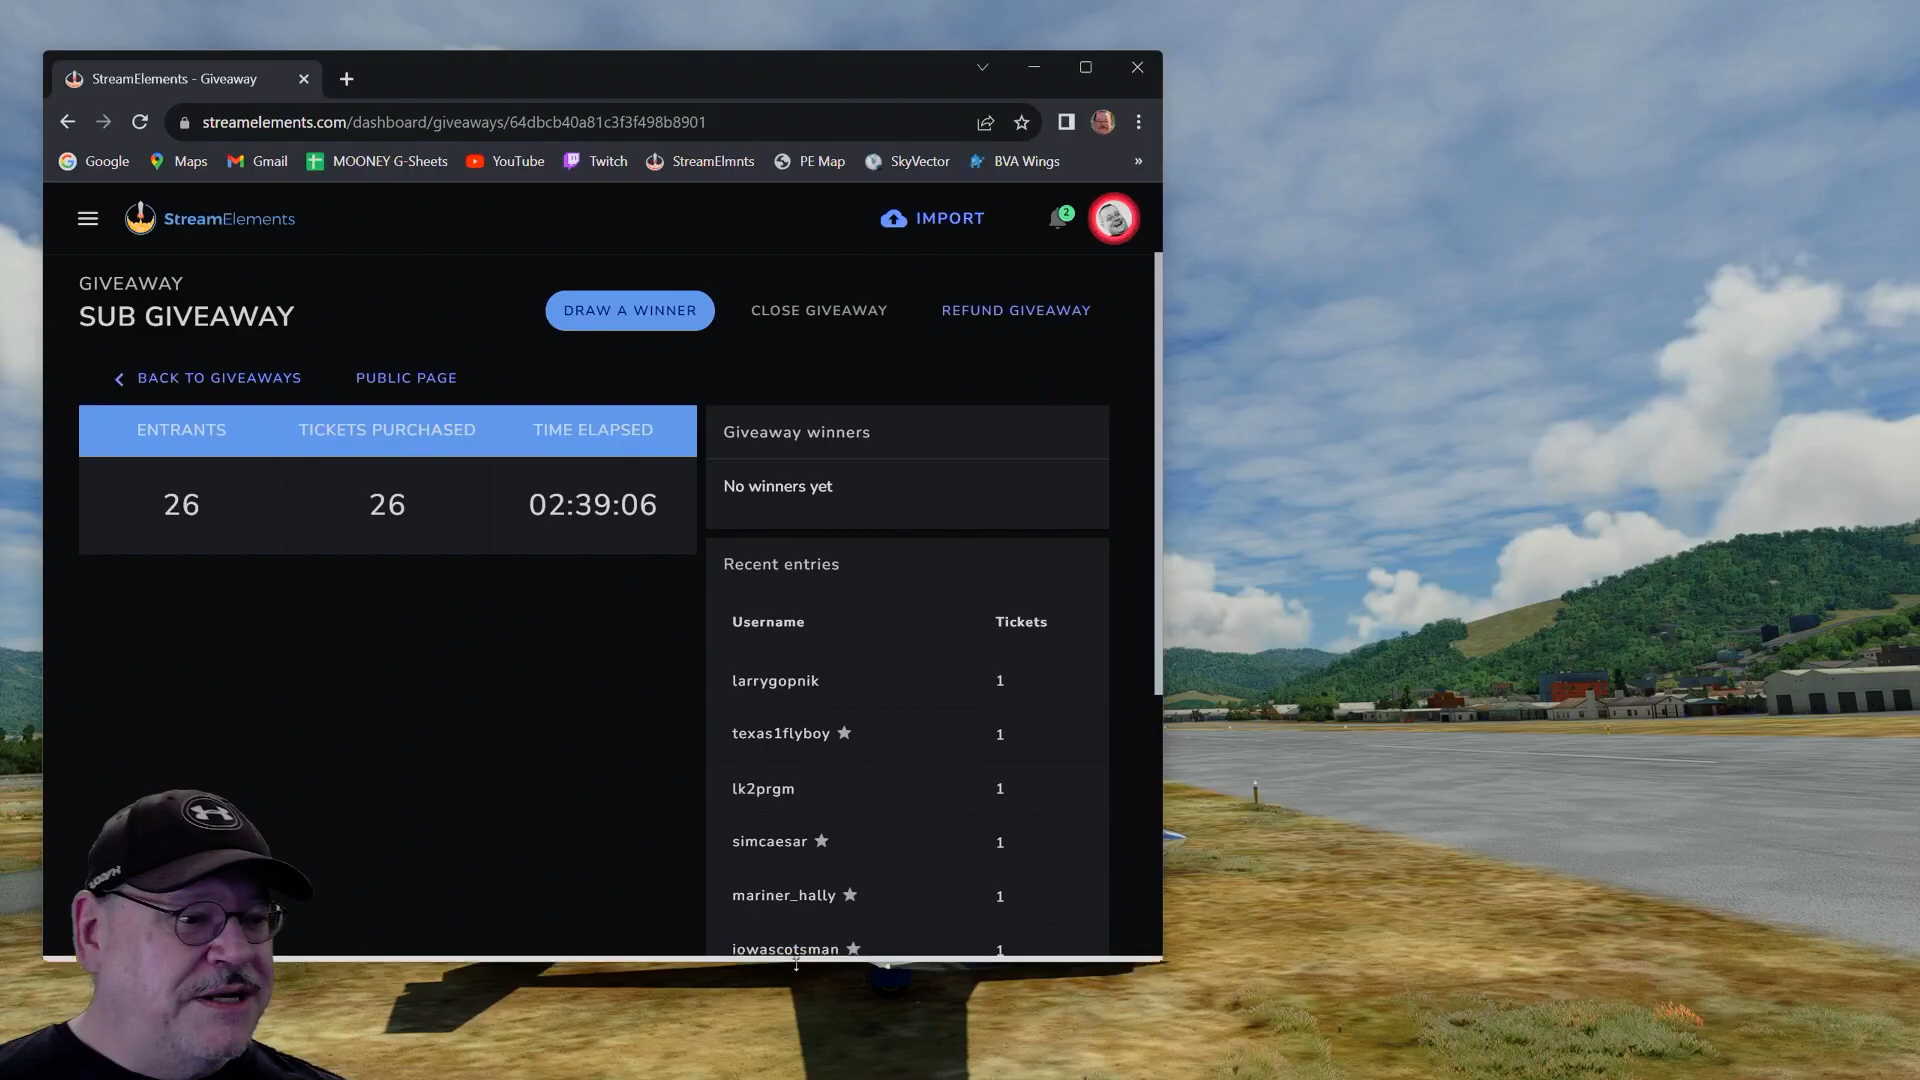 StreamElements - Giveaway
streamelements.com/dashboard/giveaways/64dbcb40a81c3f3f498b8901
Google Maps Gmail MOONEY G-Sheets YouTube Twitch StreamElmnts PE Map SkyVector BVA Wings »
StreamElements
IMPORT
2
GIVEAWAY
SUB GIVEAWAY
DRAW A WINNER
CLOSE GIVEAWAY
REFUND GIVEAWAY
BACK TO GIVEAWAYS
PUBLIC PAGE
ENTRANTS TICKETS PURCHASED TIME ELAPSED
26 26 02:39:06
Giveaway winners
No winners yet
Recent entries
Username Tickets
larrygopnik 1
texas1flyboy 1
lk2prgm 1
simcaesar 1
mariner_hally 1
iowascotsman 1